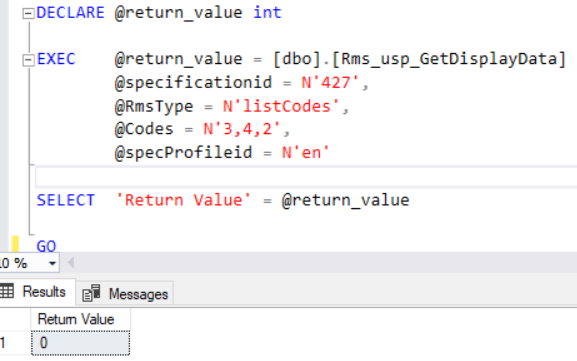 DECLARE @return_value int
EXEC @return_value = [dbo].[Rms_usp_GetDisplayData]
@specificationid = N'427',
@RmsType = N'listCodes',
@Codes = N'3,4,2',
@specProfileid = N'en'
SELECT 'Return Value' = @return_value
GO
Results Messages
Return Value
1 0